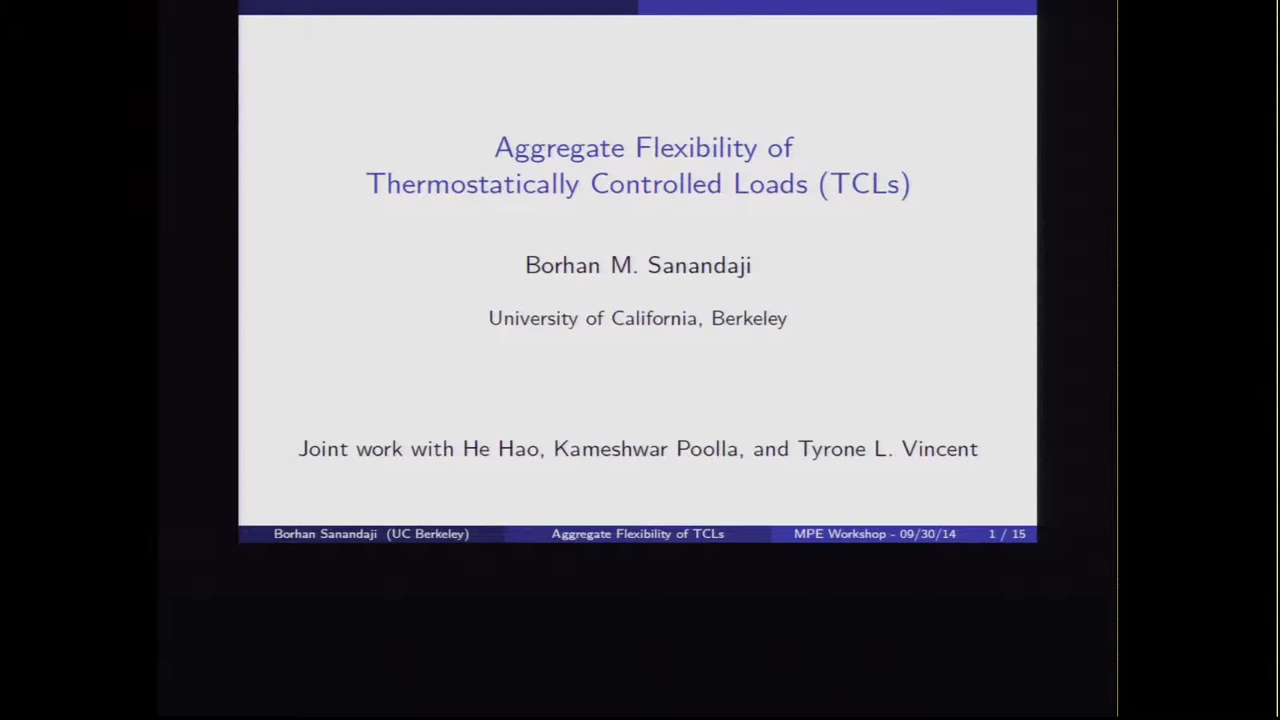 Aggregate Flexibility of
Thermostatically Controlled Loads (TCLs)
Borhan M. Sanandaji
University of California, Berkeley
Joint work with He Hao, Kameshwar Poolla, and Tyrone L. Vincent
Borhan Sanandaji (UC Berkeley) Aggregate Flexibility of TCLs MPE Workshop - 09/30/14 1 / 15